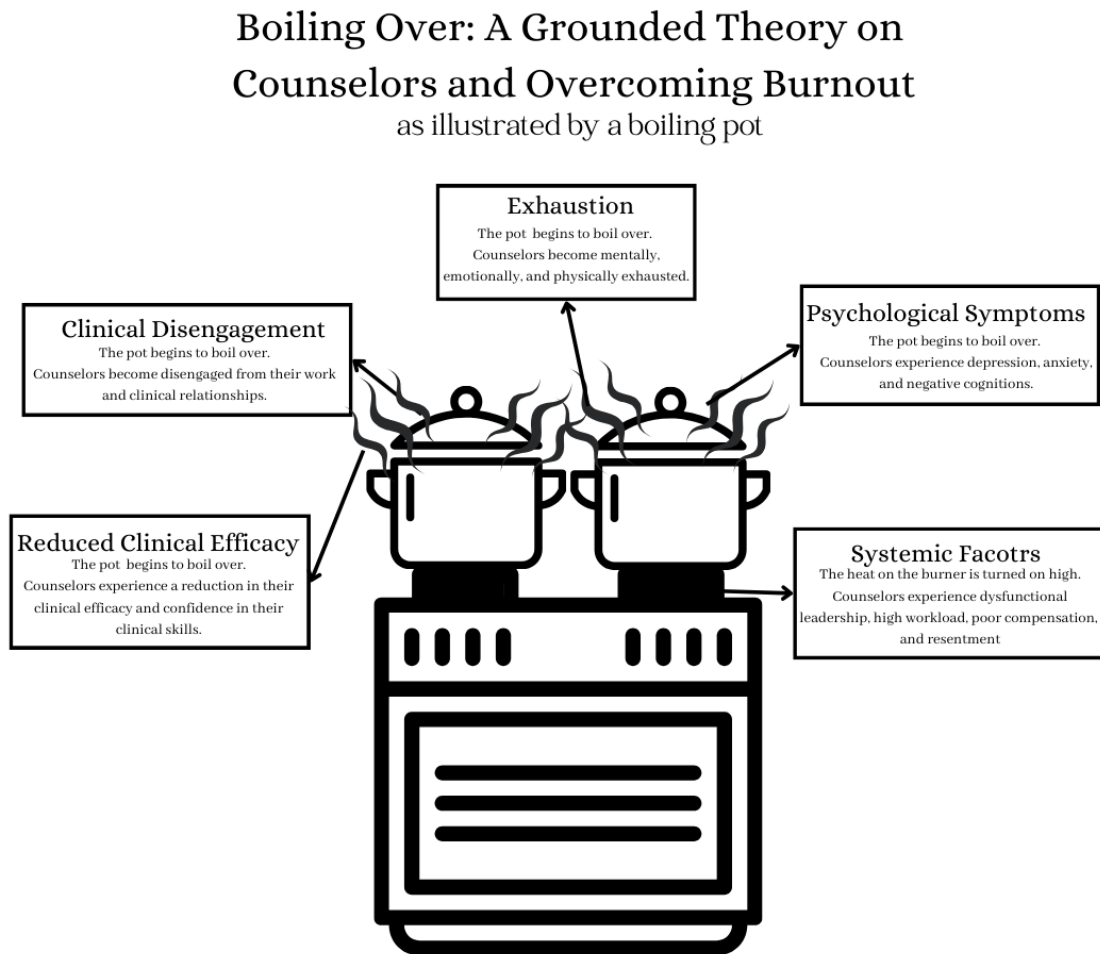 Boiling Over: A Grounded Theory on
Counselors and Overcoming Burnout
as illustrated by a boiling pot
Exhaustion
The pot begins to boil over.
Counselors become mentally,
emotionally, and physically exhausted.
Clinical Disengagement
The pot begins to boil over.
Counselors become disengaged from their work
and clinical relationships.
Psychological Symptoms
The pot begins to boil over.
Counselors experience depression, anxiety,
and negative cognitions.
Reduced Clinical Efficacy
The pot begins to boil over.
Counselors experience a reduction in their
clinical efficacy and confidence in their
clinical skills.
Systemic Facotrs
The heat on the burner is turned on high.
Counselors experience dysfunctional
leadership, high workload, poor compensation,
and resentment